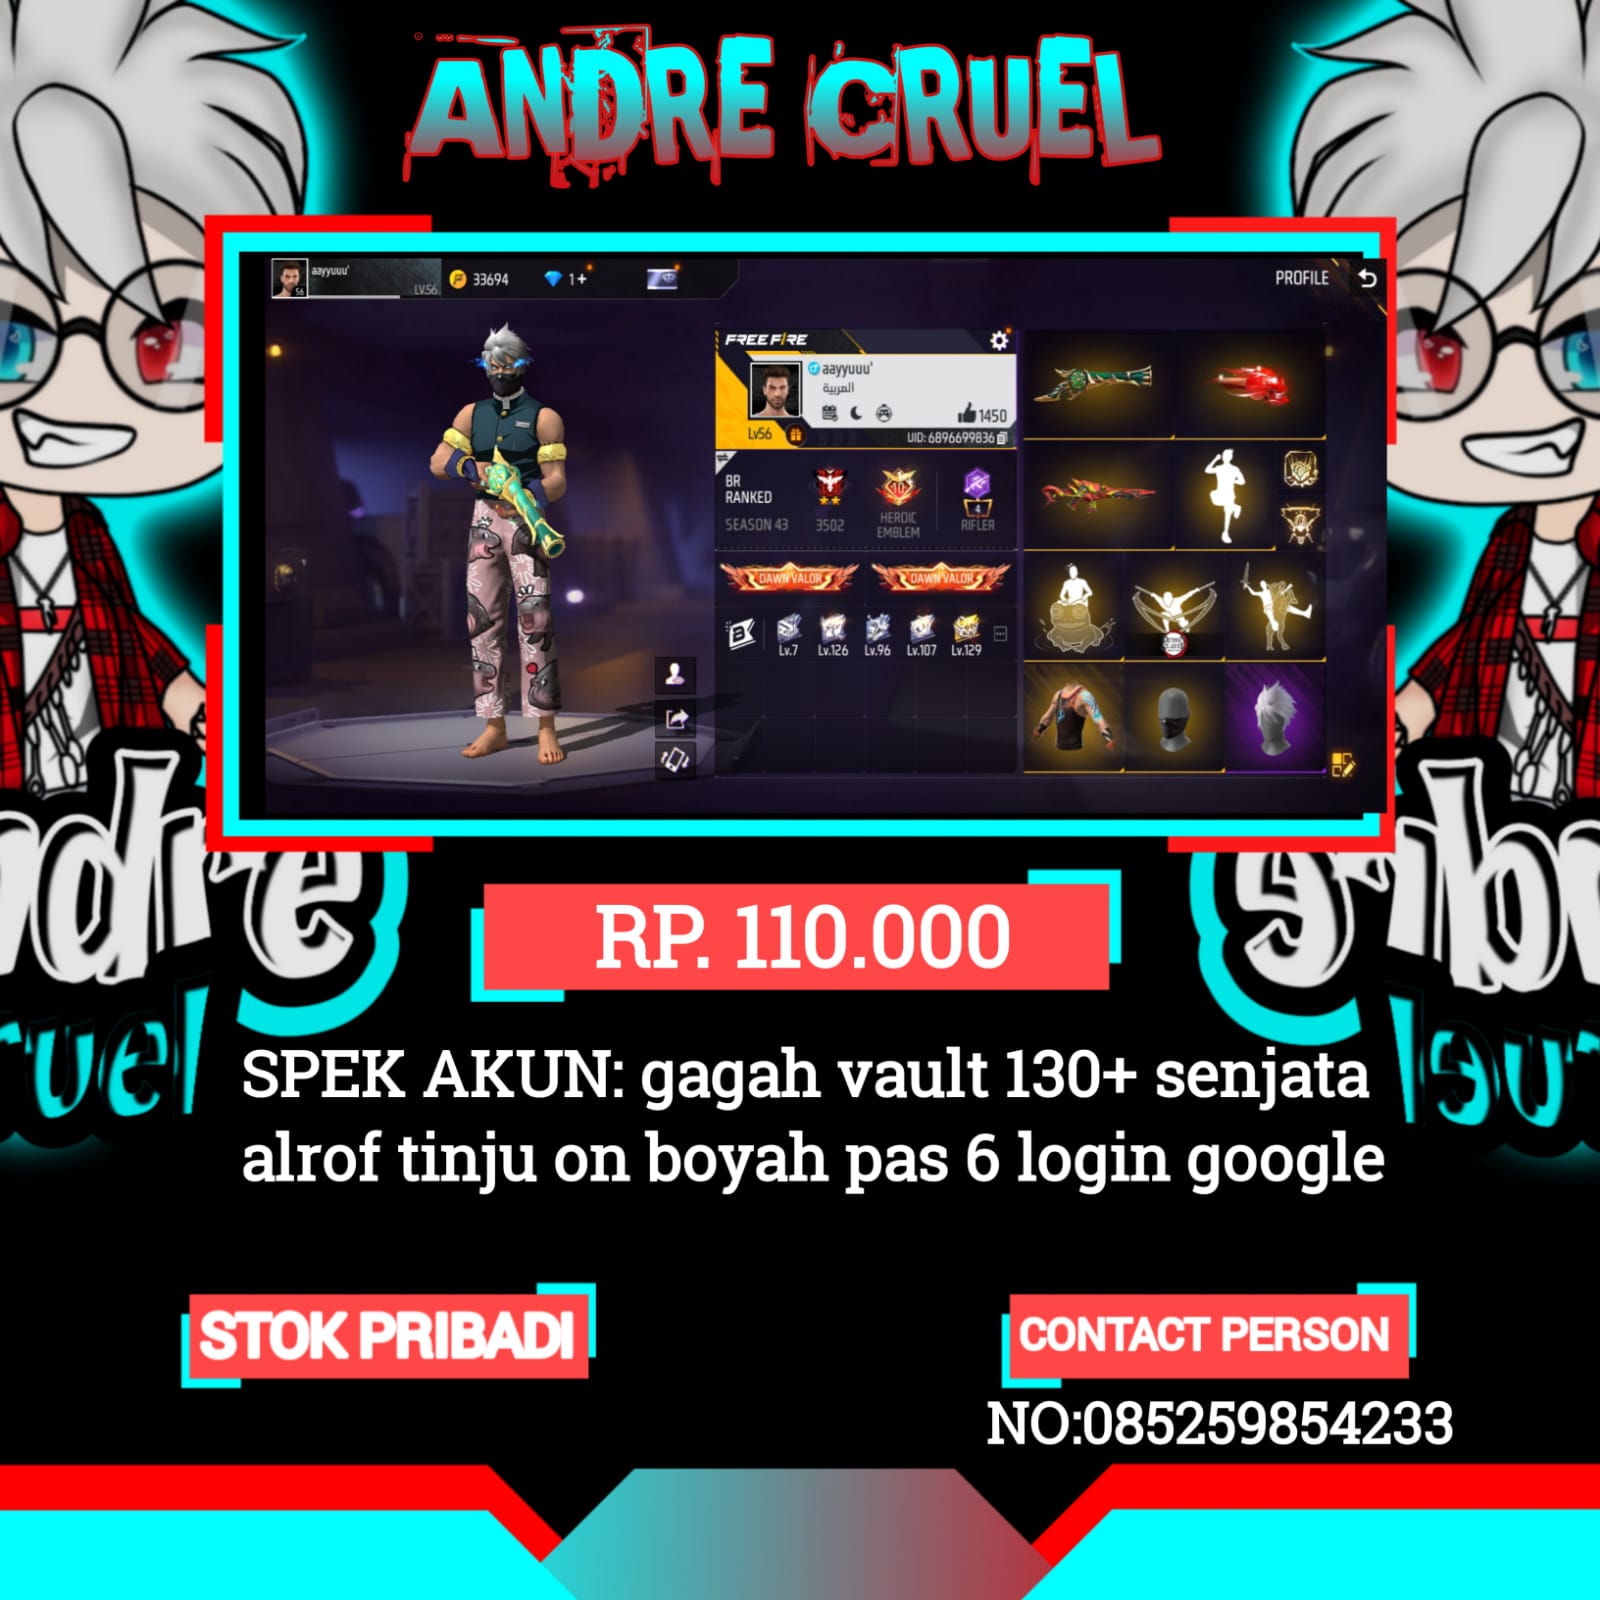 ANDRE CRUEL
aayyuuu'
56
LV.56
33694
1+
PROFILE
FREE FIRE
aayyuuu'
العربية
1450
Lv56
UID: 6896699836
BR
RANKED
SEASON 43
3502
10
HEROIC
EMBLEM
4
RIFLER
DAWN VALOR
DAWN VALOR
Lv.7
Lv.126
Lv.96
Lv.107
Lv.129
RP. 110.000
SPEK AKUN: gagah vault 130+ senjata
alrof tinju on boyah pas 6 login google
STOK PRIBADI
CONTACT PERSON
NO:085259854233